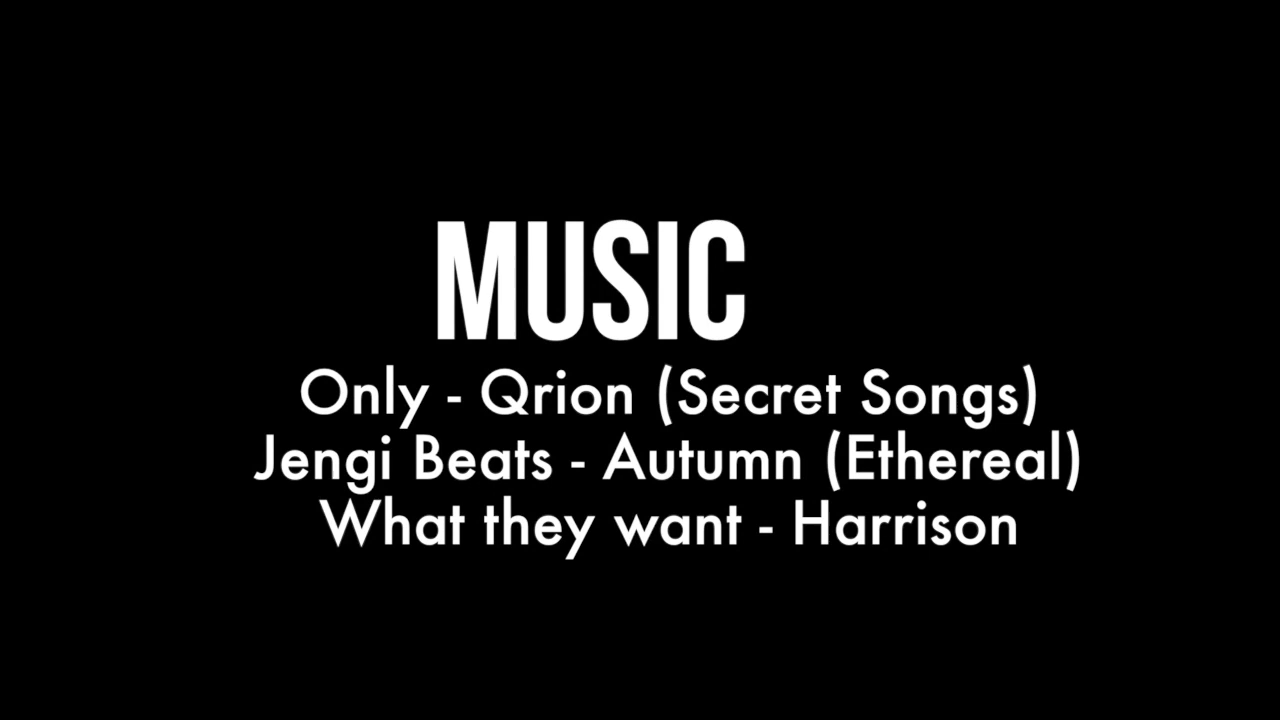 MUSIC
Only - Qrion (Secret Songs)
Jengi Beats - Autumn (Ethereal)
What they want - Harrison